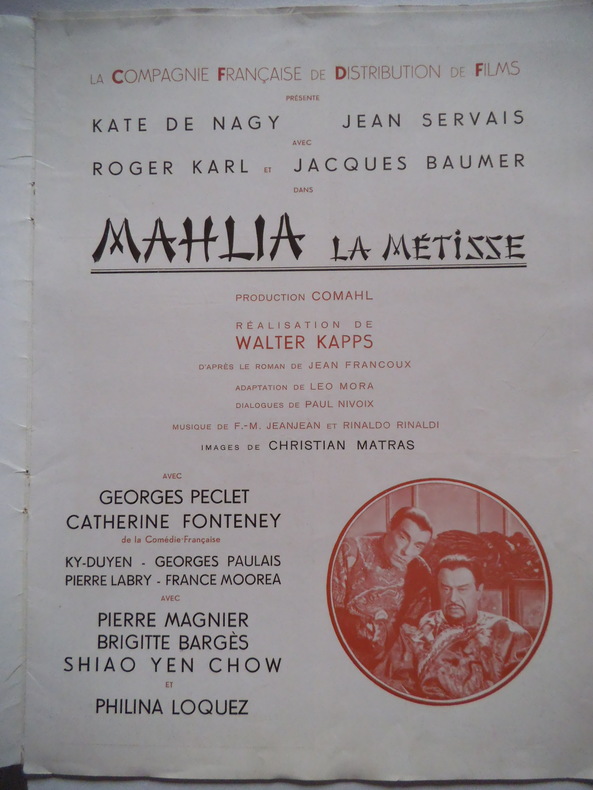 LA COMPAGNIE FRANÇAISE DE DISTRIBUTION DE FILMS
PRÉSENTE
KATE DE NAGY JEAN SERVAIS
AVEC
ROGER KARL ET JACQUES BAUMER
DANS
MAHLIA LA MÉTiSSE
PRODUCTION COMAHL
RÉALISATION DE
WALTER KAPPS
D'APRÈS LE ROMAN DE JEAN FRANCOUX
ADAPTATION DE LEO MORA
DIALOGUES DE PAUL NIVOIX
MUSIQUE DE F.-M. JEANJEAN ET RINALDO RINALDI
IMAGES DE CHRISTIAN MATRAS
AVEC
GEORGES PECLET
CATHERINE FONTENEY
de la Comédie-Française
KY-DUYEN - GEORGES PAULAIS
PIERRE LABRY - FRANCE MOOREA
AVEC
PIERRE MAGNIER
BRIGITTE BARGÈS
SHIAO YEN CHOW
ET
PHILINA LOQUEZ